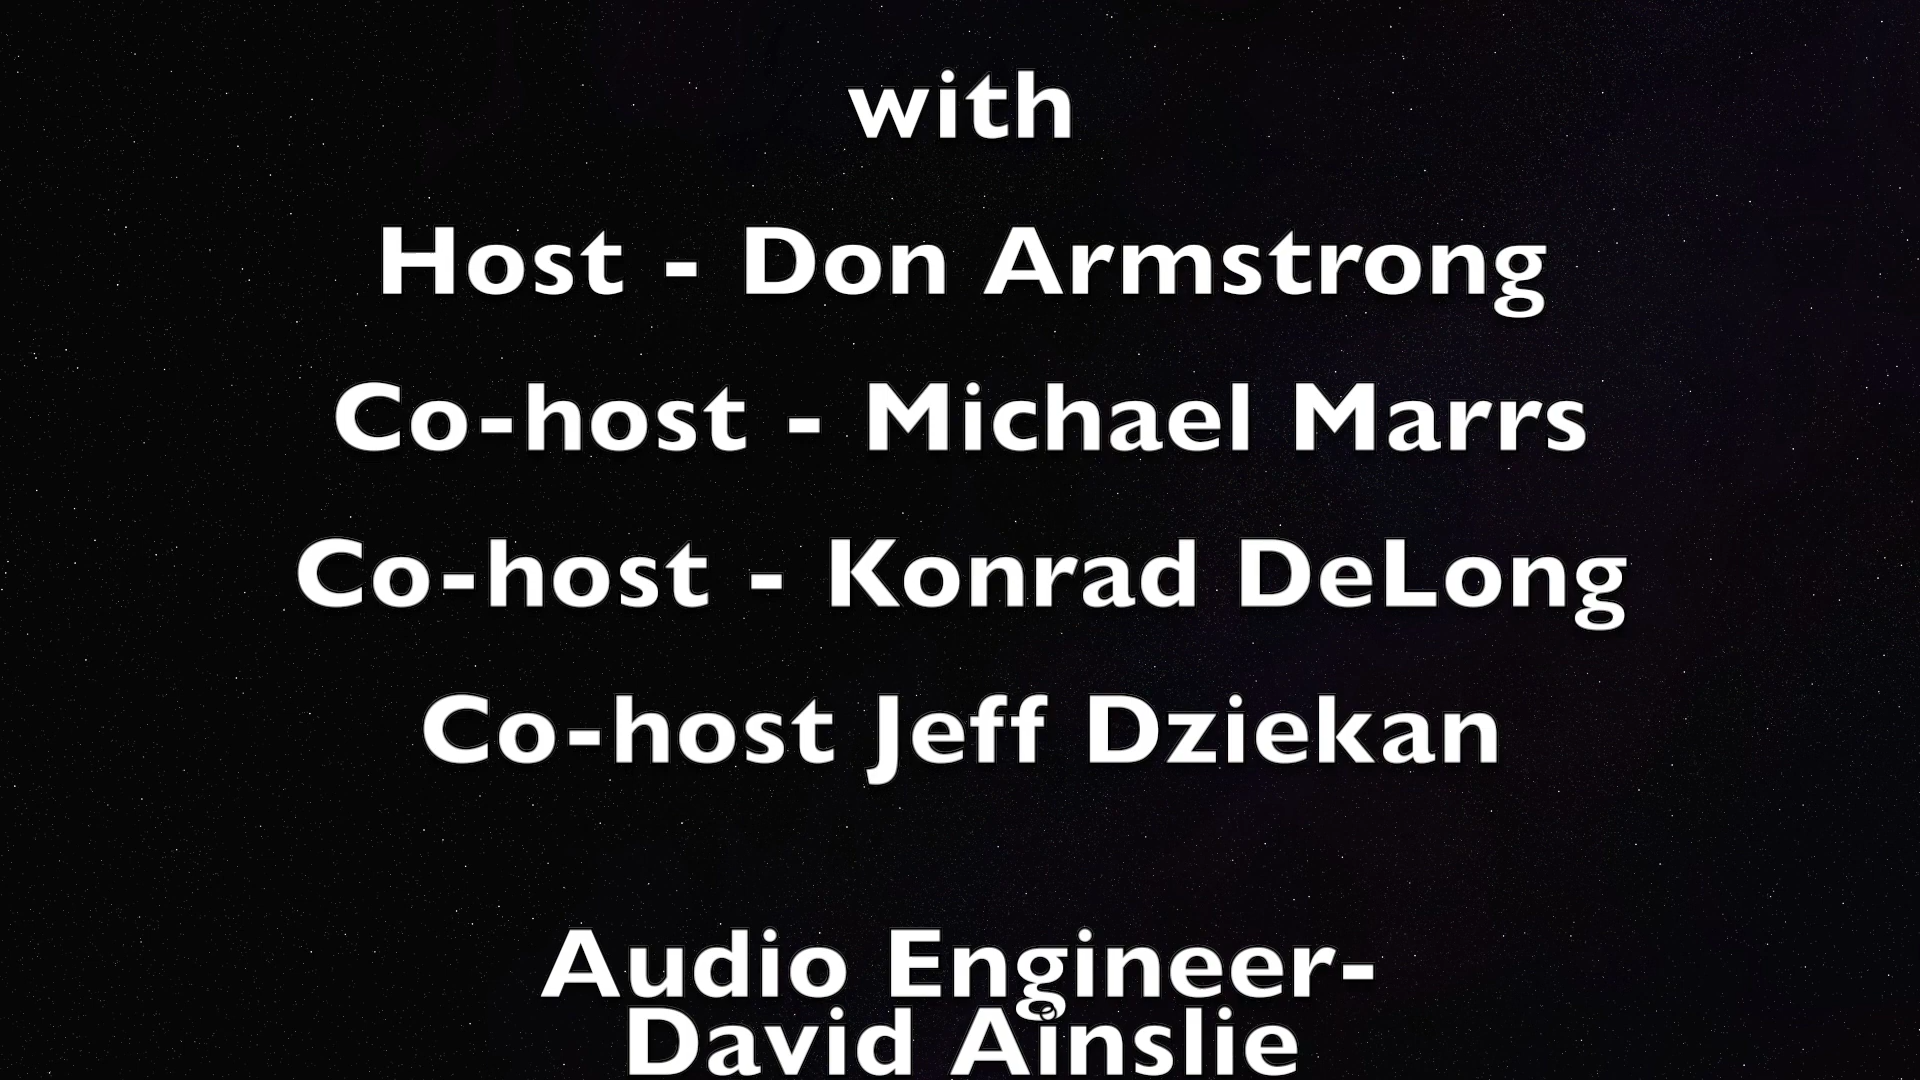 with
Host - Don Armstrong
Co-host - Michael Marrs
Co-host - Konrad DeLong
Co-host Jeff Dziekan
Audio Engineer-
David Ainslie